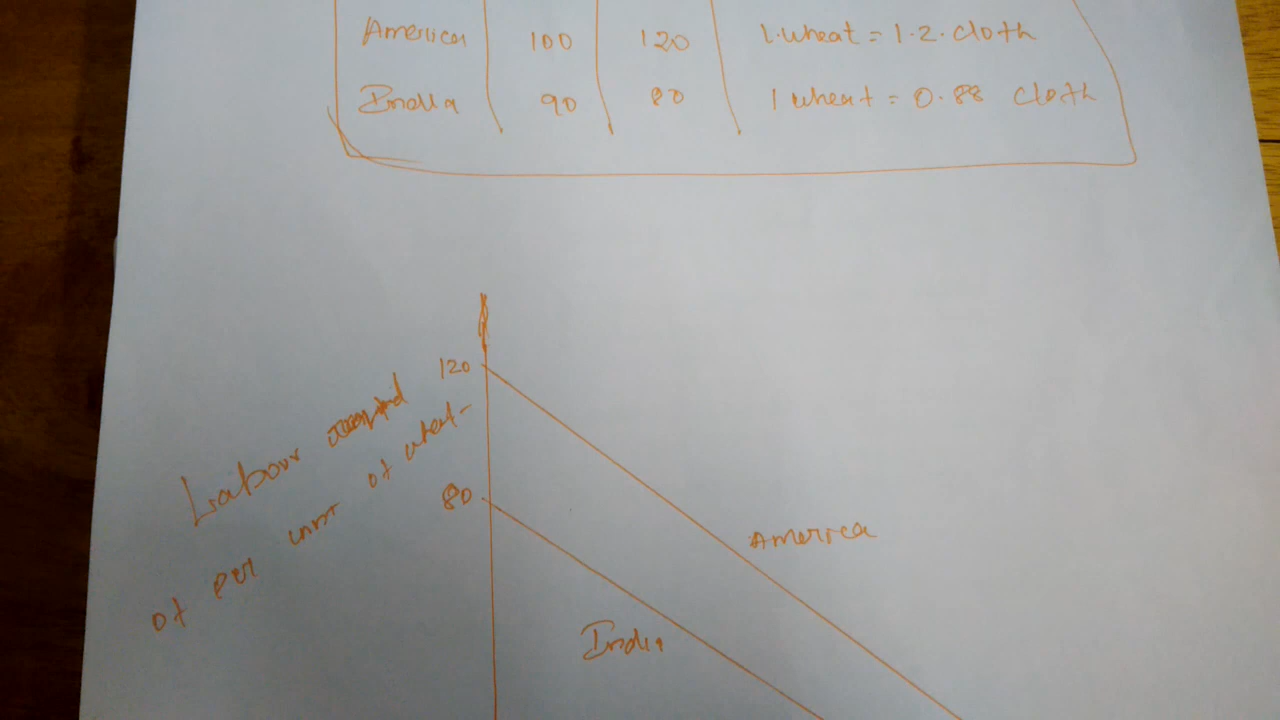 America 100 120 1.wheat = 1.2.cloth
India 90 80 1 wheat = 0.88 cloth
120
Labour
of per unit of wheat
80
America
India